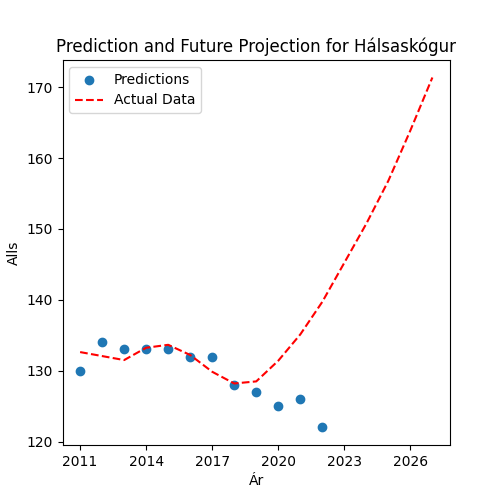 Prediction and Future Projection for Hálsaskógur
Predictions
Actual Data
170
160
150
140
130
120
Alls
2011 2014 2017 2020 2023 2026
Ár